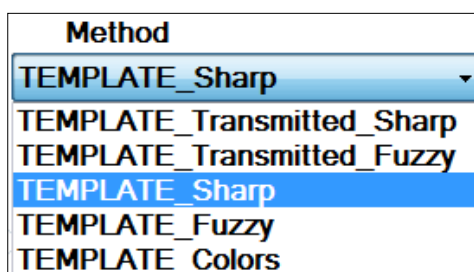 Method
TEMPLATE_Sharp
TEMPLATE_Transmitted_Sharp
TEMPLATE_Transmitted_Fuzzy
TEMPLATE_Sharp
TEMPLATE_Fuzzy
TEMPLATE_Colors